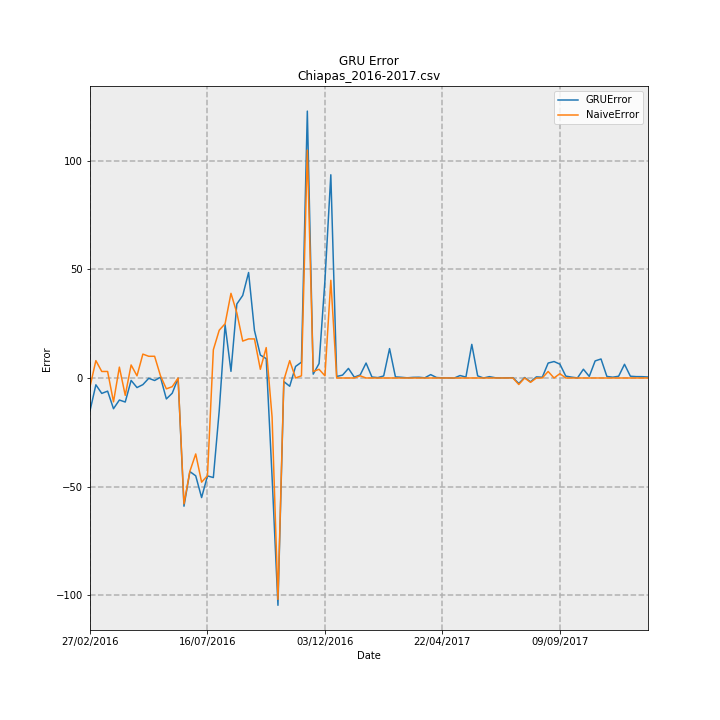 GRU Error
Chiapas_2016-2017.csv
GRUError
NaiveError
100
50
0
−50
−100
Error
27/02/2016
16/07/2016
03/12/2016
22/04/2017
09/09/2017
Date